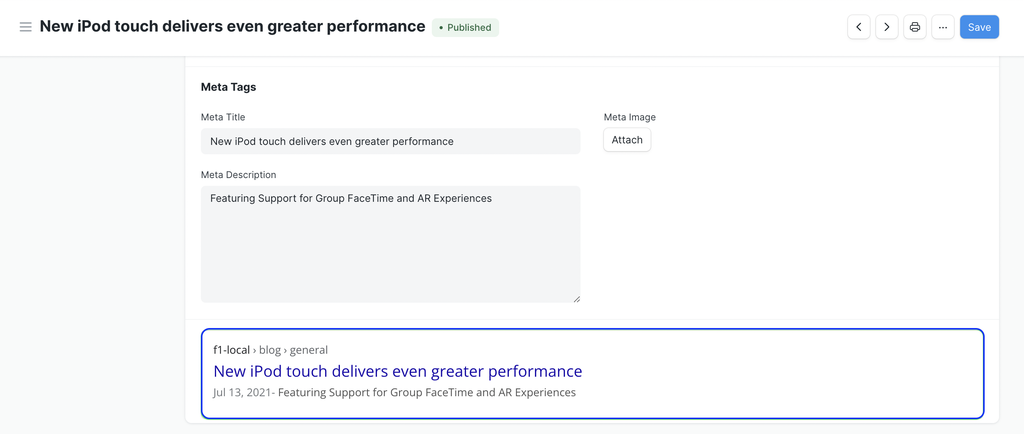 New iPod touch delivers even greater performance
• Published
...
Save
Meta Tags
Meta Title
New iPod touch delivers even greater performance
Meta Image
Attach
Meta Description
Featuring Support for Group FaceTime and AR Experiences
f1-local › blog › general
New iPod touch delivers even greater performance
Jul 13, 2021- Featuring Support for Group FaceTime and AR Experiences